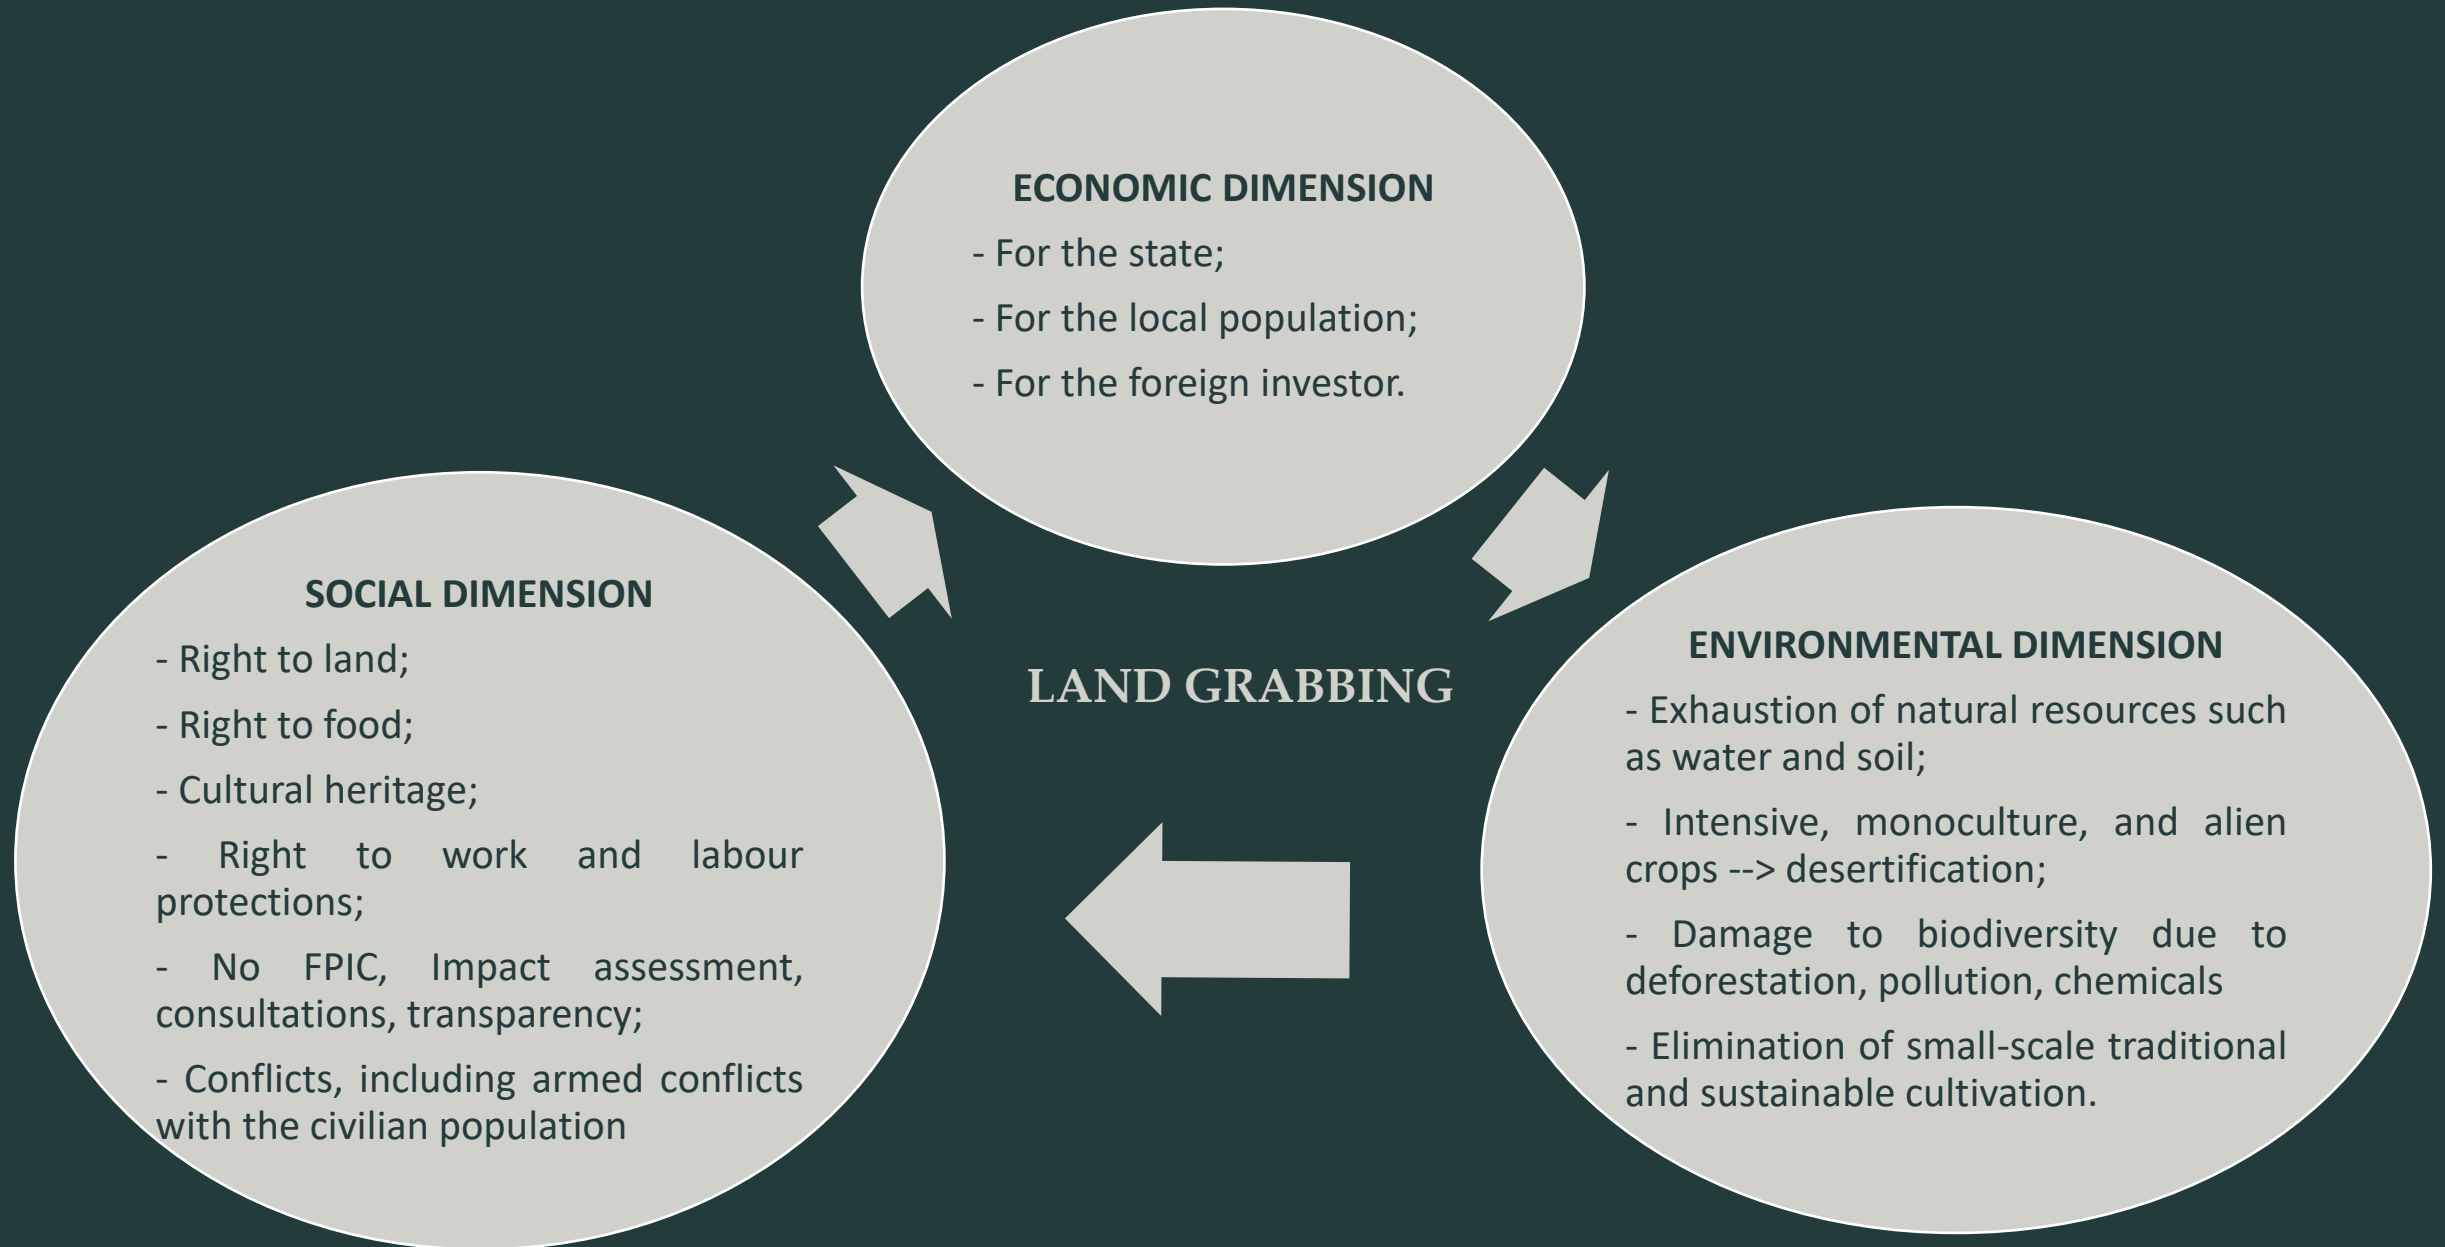 ECONOMIC DIMENSION
- For the state;
- For the local population;
- For the foreign investor.
SOCIAL DIMENSION
- Right to land;
- Right to food;
- Cultural heritage;
- Right to work and labour
protections;
- No FPIC, Impact assessment,
consultations, transparency;
- Conflicts, including armed conflicts
with the civilian population
LAND GRABBING
ENVIRONMENTAL DIMENSION
- Exhaustion of natural resources such
as water and soil;
- Intensive, monoculture, and alien
crops --> desertification;
- Damage to biodiversity due to
deforestation, pollution, chemicals
- Elimination of small-scale traditional
and sustainable cultivation.